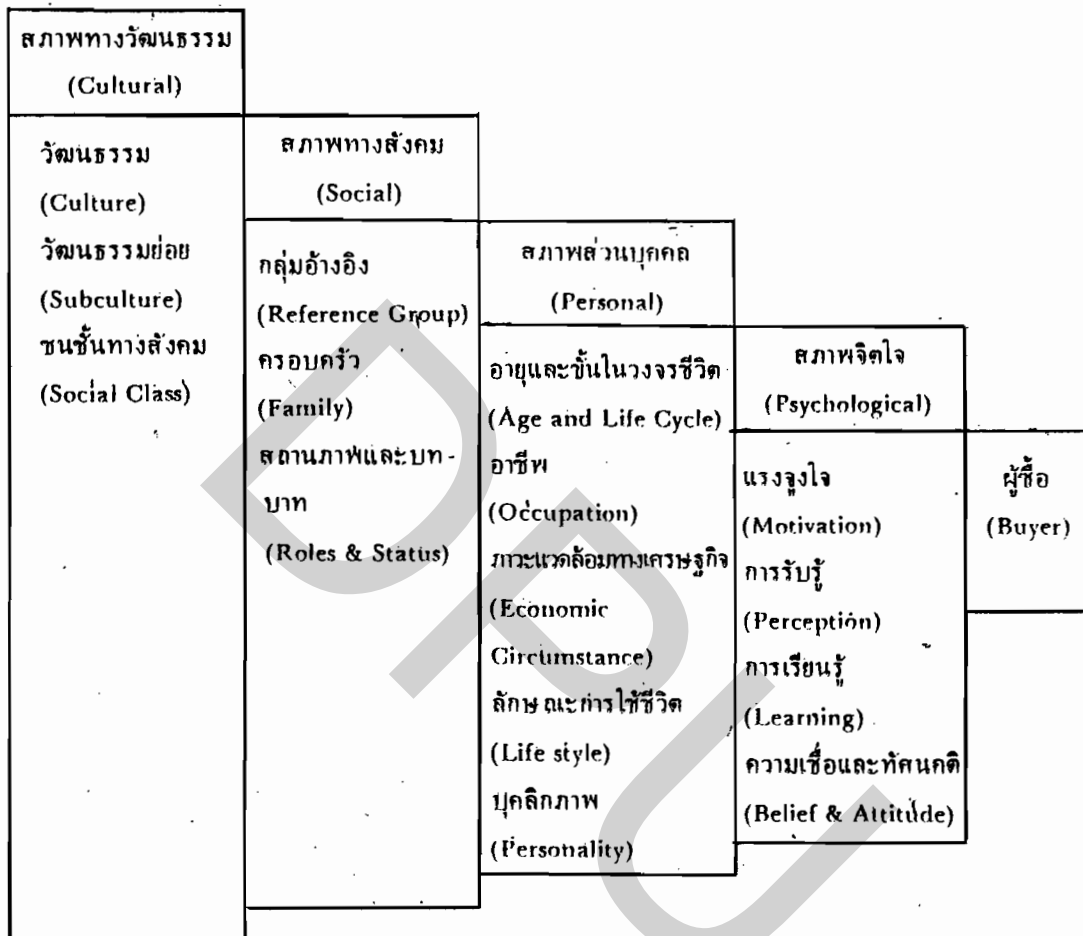 สภาพทางวัฒนธรรม
(Cultural)
วัฒนธรรม
(Culture)
วัฒนธรรมย่อย
(Subculture)
ชนชั้นทางสังคม
(Social Class)
สภาพทางสังคม
(Social)
กลุ่มอ้างอิง
(Reference Group)
ครอบครัว
(Family)
สถานภาพและบท-
บาท
(Roles & Status)
สภาพส่วนบุคคล
(Personal)
อายุและขั้นในวงจรชีวิต
(Age and Life Cycle)
อาชีพ
(Occupation)
ภาวะแวดล้อมทางเศรษฐกิจ
(Economic
Circumstance)
ลักษณะการใช้ชีวิต
(Life style)
บุคลิกภาพ
(Personality)
สภาพจิตใจ
(Psychological)
แรงจูงใจ
(Motivation)
การรับรู้
(Perception)
การเรียนรู้
(Learning)
ความเชื่อและทัศนคติ
(Belief & Attitude)
ผู้ซื้อ
(Buyer)
DPU